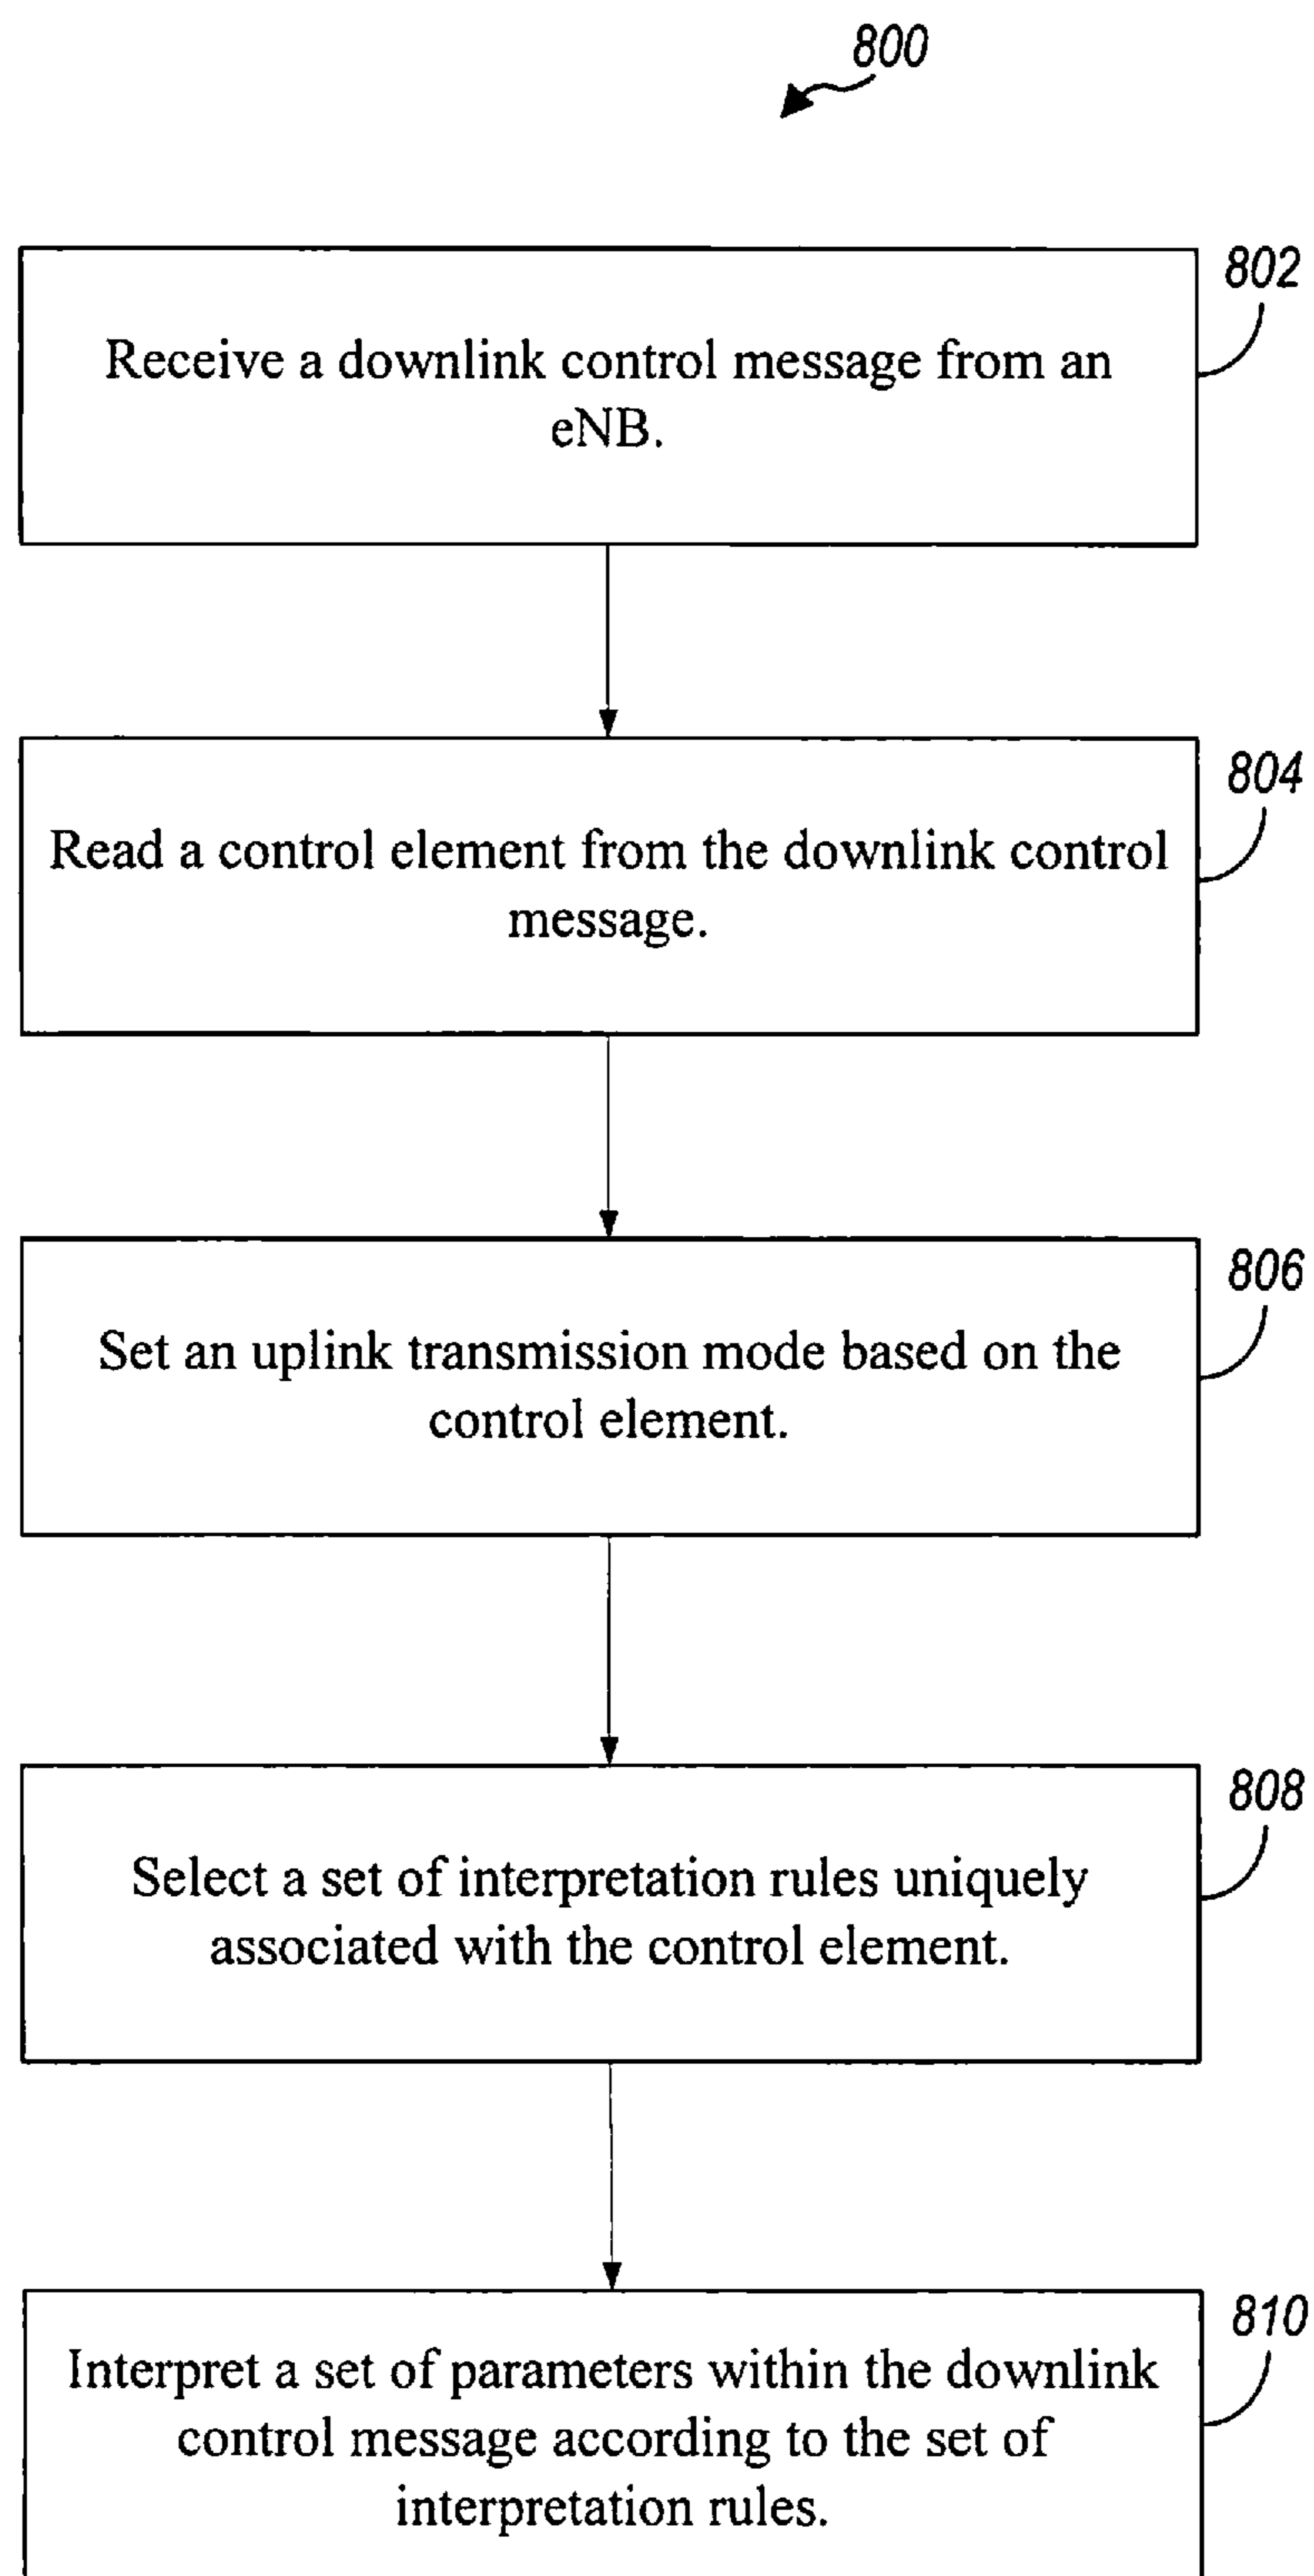 800
802
Receive a downlink control message from an
eNB.
804
Read a control element from the downlink control
message.
806
Set an uplink transmission mode based on the
control element.
808
Select a set of interpretation rules uniquely
associated with the control element.
810
Interpret a set of parameters within the downlink
control message according to the set of
interpretation rules.